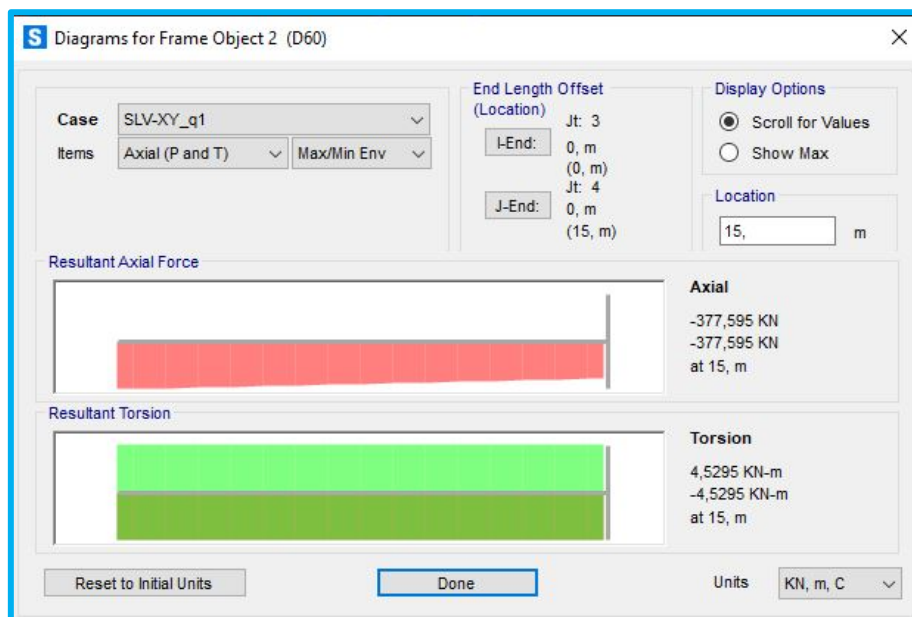 S Diagrams for Frame Object 2 (D60)
Case SLV-XY_q1
Items Axial (P and T) Max/Min Env
End Length Offset
(Location)
Jt: 3
I-End: 0, m
(0, m)
Jt: 4
J-End: 0, m
(15, m)
Display Options
Scroll for Values
Show Max
Location
15, m
Resultant Axial Force
Axial
-377,595 KN
-377,595 KN
at 15, m
Resultant Torsion
Torsion
4,5295 KN-m
-4,5295 KN-m
at 15, m
Reset to Initial Units Done Units KN, m, C